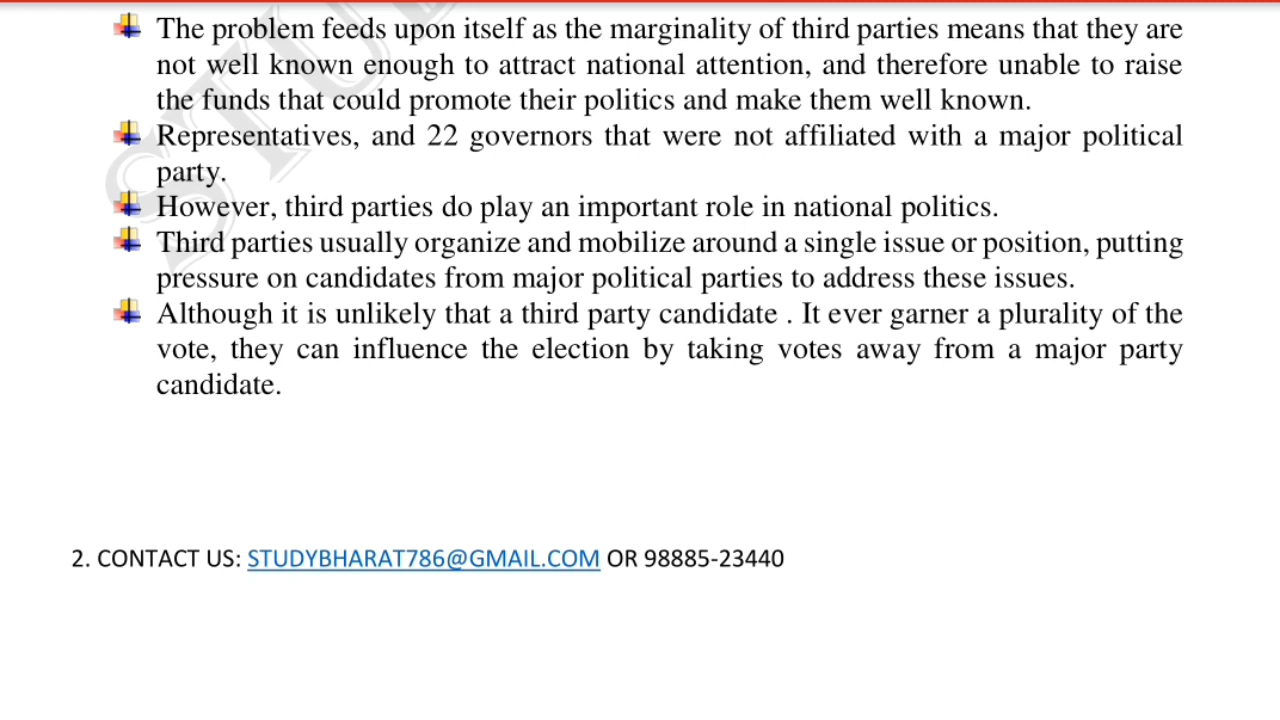 The problem feeds upon itself as the marginality of third parties means that they are
not well known enough to attract national attention, and therefore unable to raise
the funds that could promote their politics and make them well known.
Representatives, and 22 governors that were not affiliated with a major political
party.
However, third parties do play an important role in national politics.
Third parties usually organize and mobilize around a single issue or position, putting
pressure on candidates from major political parties to address these issues.
Although it is unlikely that a third party candidate . It ever garner a plurality of the
vote, they can influence the election by taking votes away from a major party
candidate.
2. CONTACT US: STUDYBHARAT786@GMAIL.COM OR 98885-23440